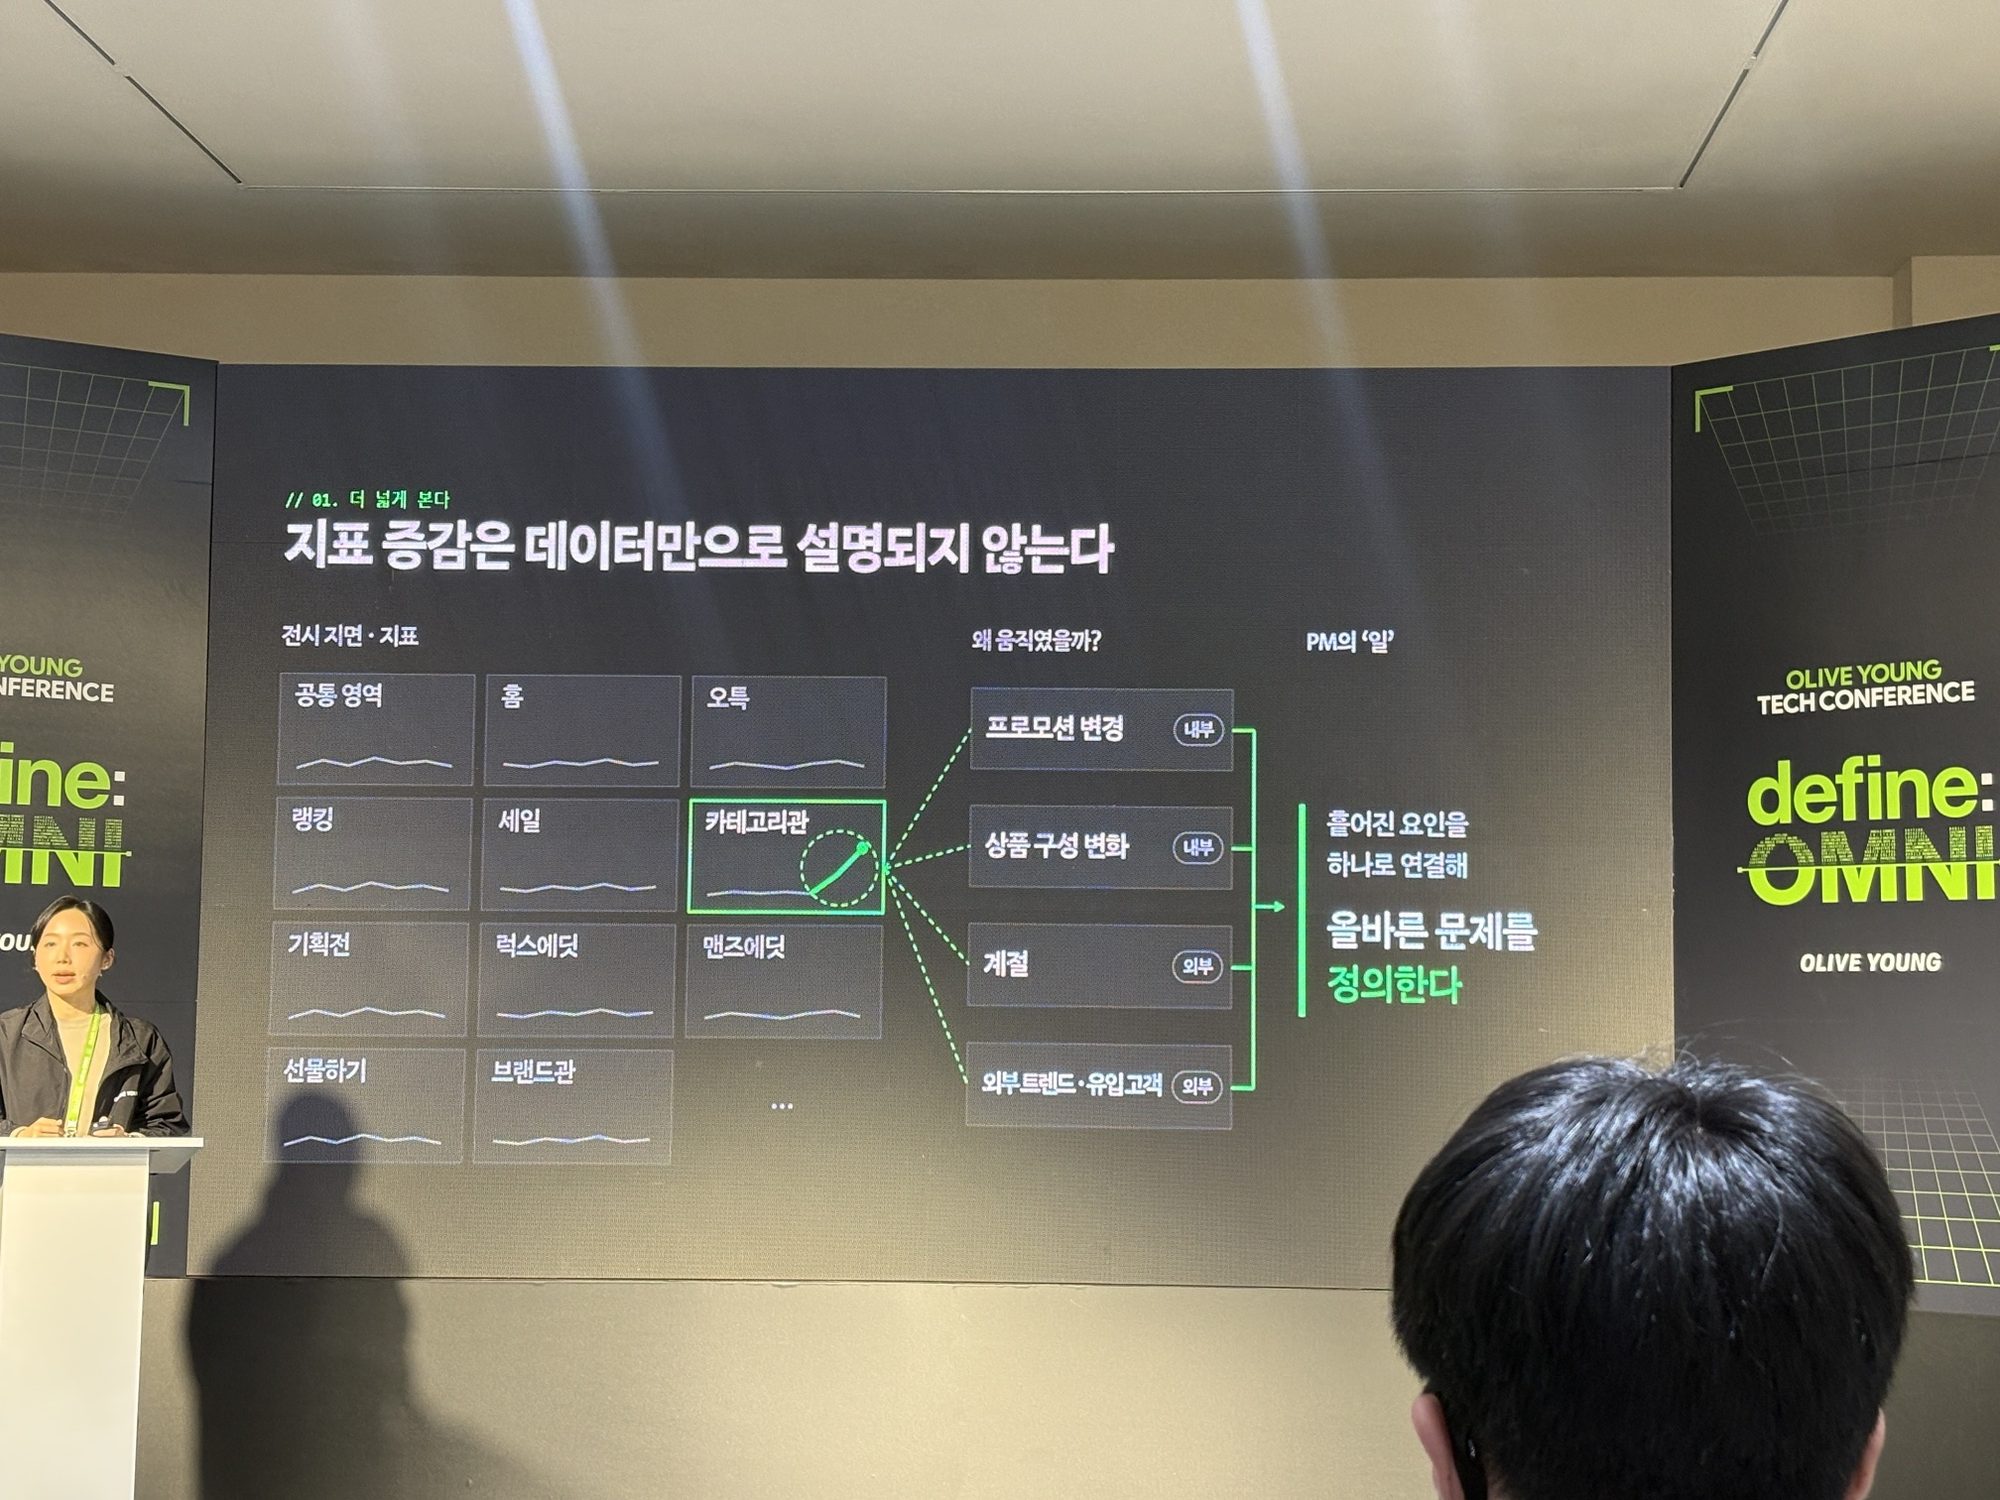 // 01. 더 넓게 본다
지표 증감은 데이터만으로 설명되지 않는다
전시 지면 · 지표
왜 움직였을까?
PM의 ‘일’
공통 영역
홈
오특
랭킹
세일
카테고리관
기획전
럭스에딧
맨즈에딧
선물하기
브랜드관
...
프로모션 변경
내부
상품 구성 변화
내부
계절
외부
외부 트렌드 · 유입 고객
외부
흩어진 요인을
하나로 연결해
올바른 문제를
정의한다
YOUNG
NFERENCE
ine:
MNI
YOU
OLIVE YOUNG
TECH CONFERENCE
define:
OMNI
OLIVE YOUNG